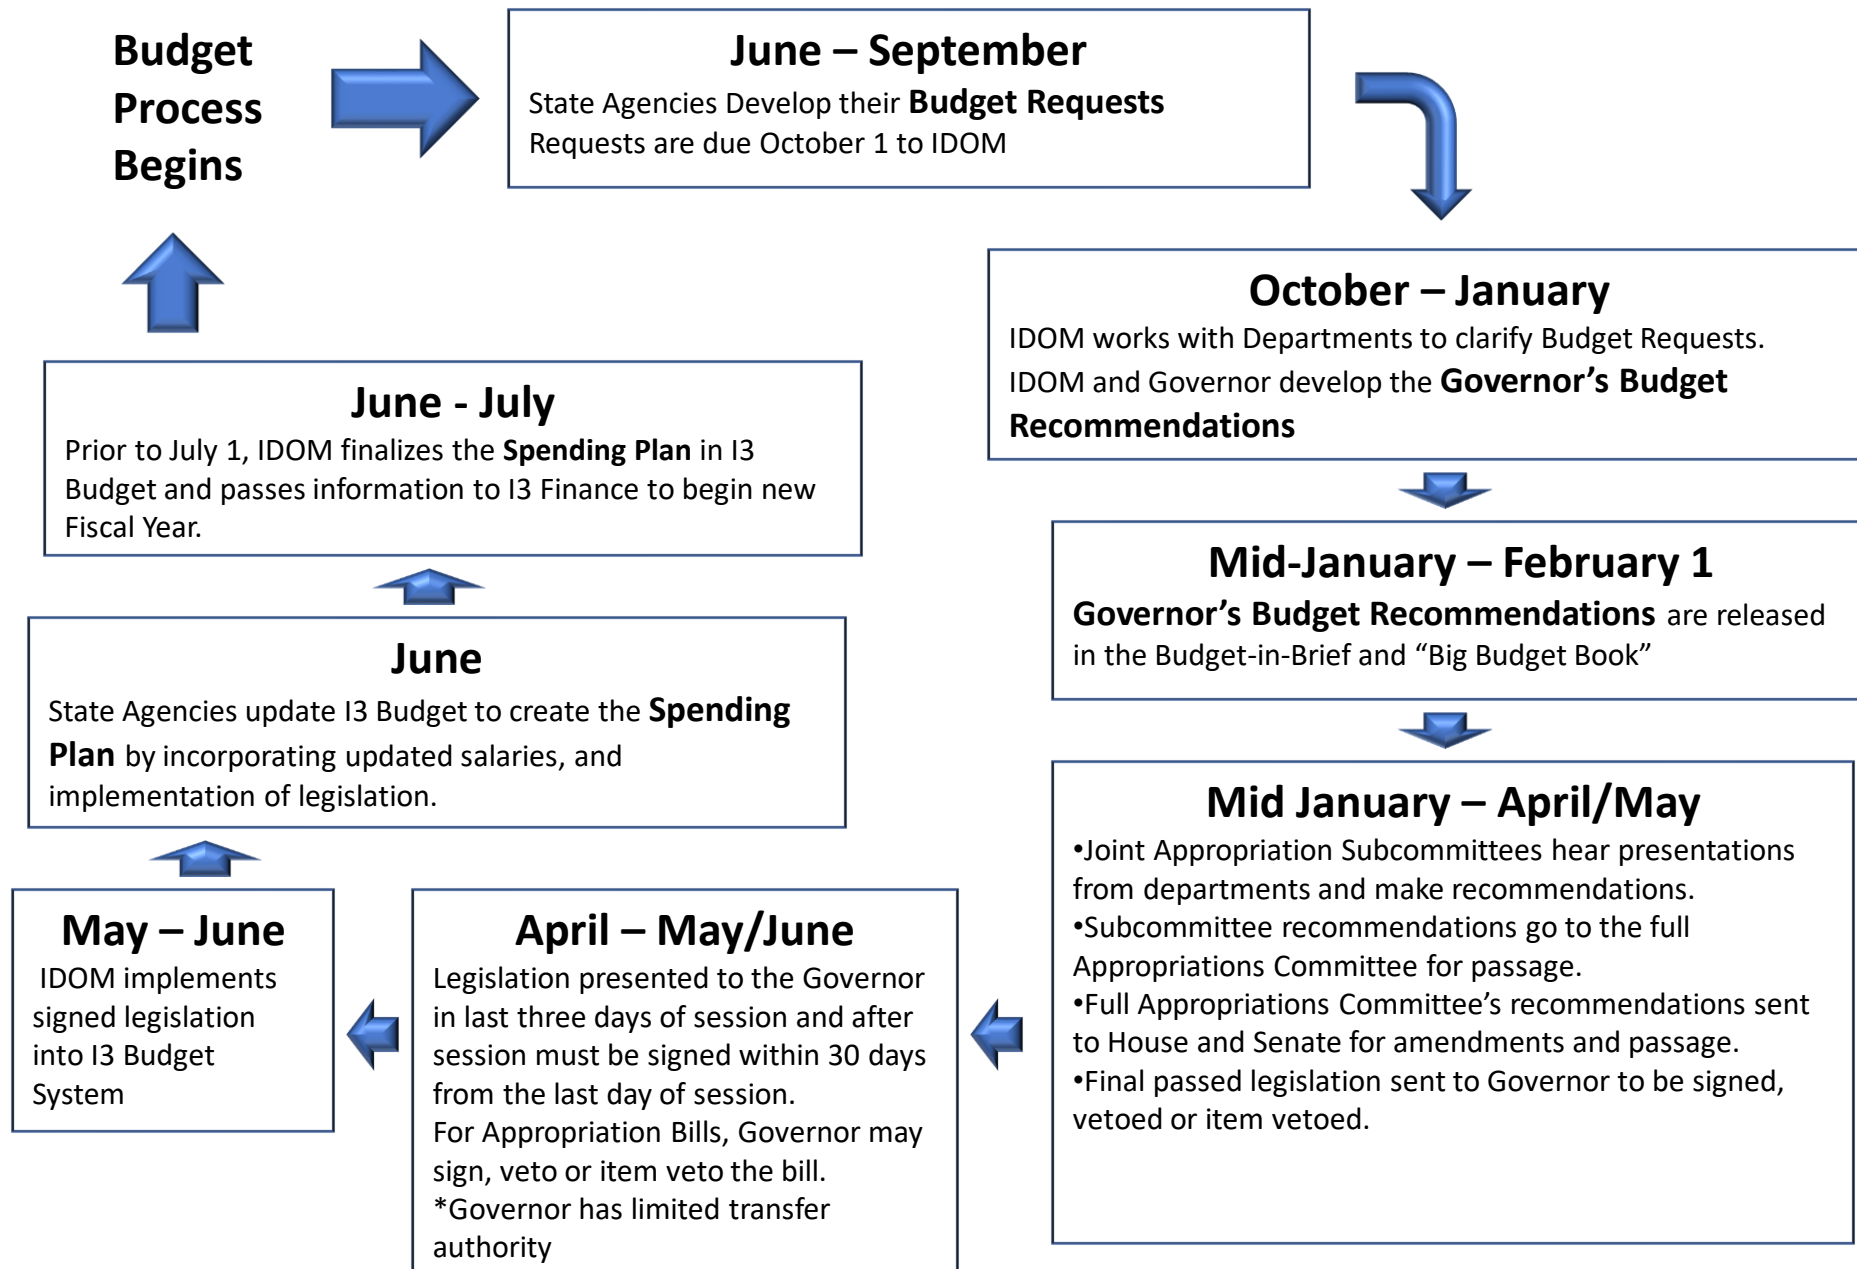 Budget
Process
Begins
June – September
State Agencies Develop their Budget Requests
Requests are due October 1 to IDOM
October – January
IDOM works with Departments to clarify Budget Requests.
IDOM and Governor develop the Governor’s Budget
Recommendations
Mid-January – February 1
Governor’s Budget Recommendations are released
in the Budget-in-Brief and “Big Budget Book”
Mid January – April/May
•Joint Appropriation Subcommittees hear presentations
from departments and make recommendations.
•Subcommittee recommendations go to the full
Appropriations Committee for passage.
•Full Appropriations Committee’s recommendations sent
to House and Senate for amendments and passage.
•Final passed legislation sent to Governor to be signed,
vetoed or item vetoed.
April – May/June
Legislation presented to the Governor
in last three days of session and after
session must be signed within 30 days
from the last day of session.
For Appropriation Bills, Governor may
sign, veto or item veto the bill.
*Governor has limited transfer
authority
May – June
IDOM implements
signed legislation
into I3 Budget
System
June
State Agencies update I3 Budget to create the Spending
Plan by incorporating updated salaries, and
implementation of legislation.
June - July
Prior to July 1, IDOM finalizes the Spending Plan in I3
Budget and passes information to I3 Finance to begin new
Fiscal Year.